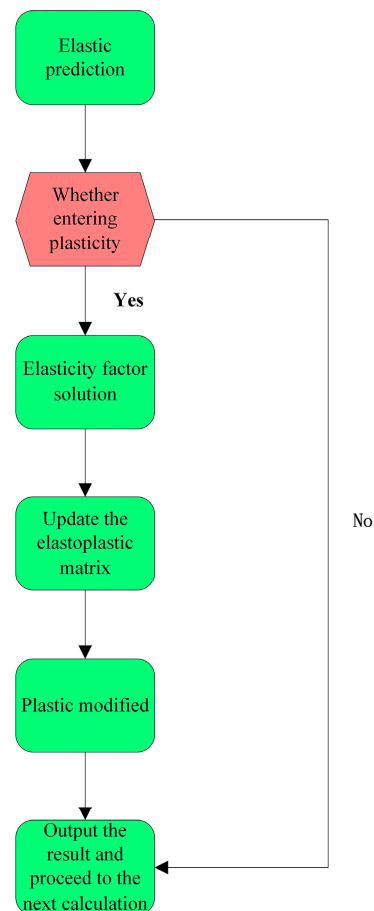 Elastic
prediction
Whether
entering
plasticity
Yes
Elasticity factor
solution
No
Update the
elastoplastic
matrix
Plastic modified
Output the
result and
proceed to the
next calculation